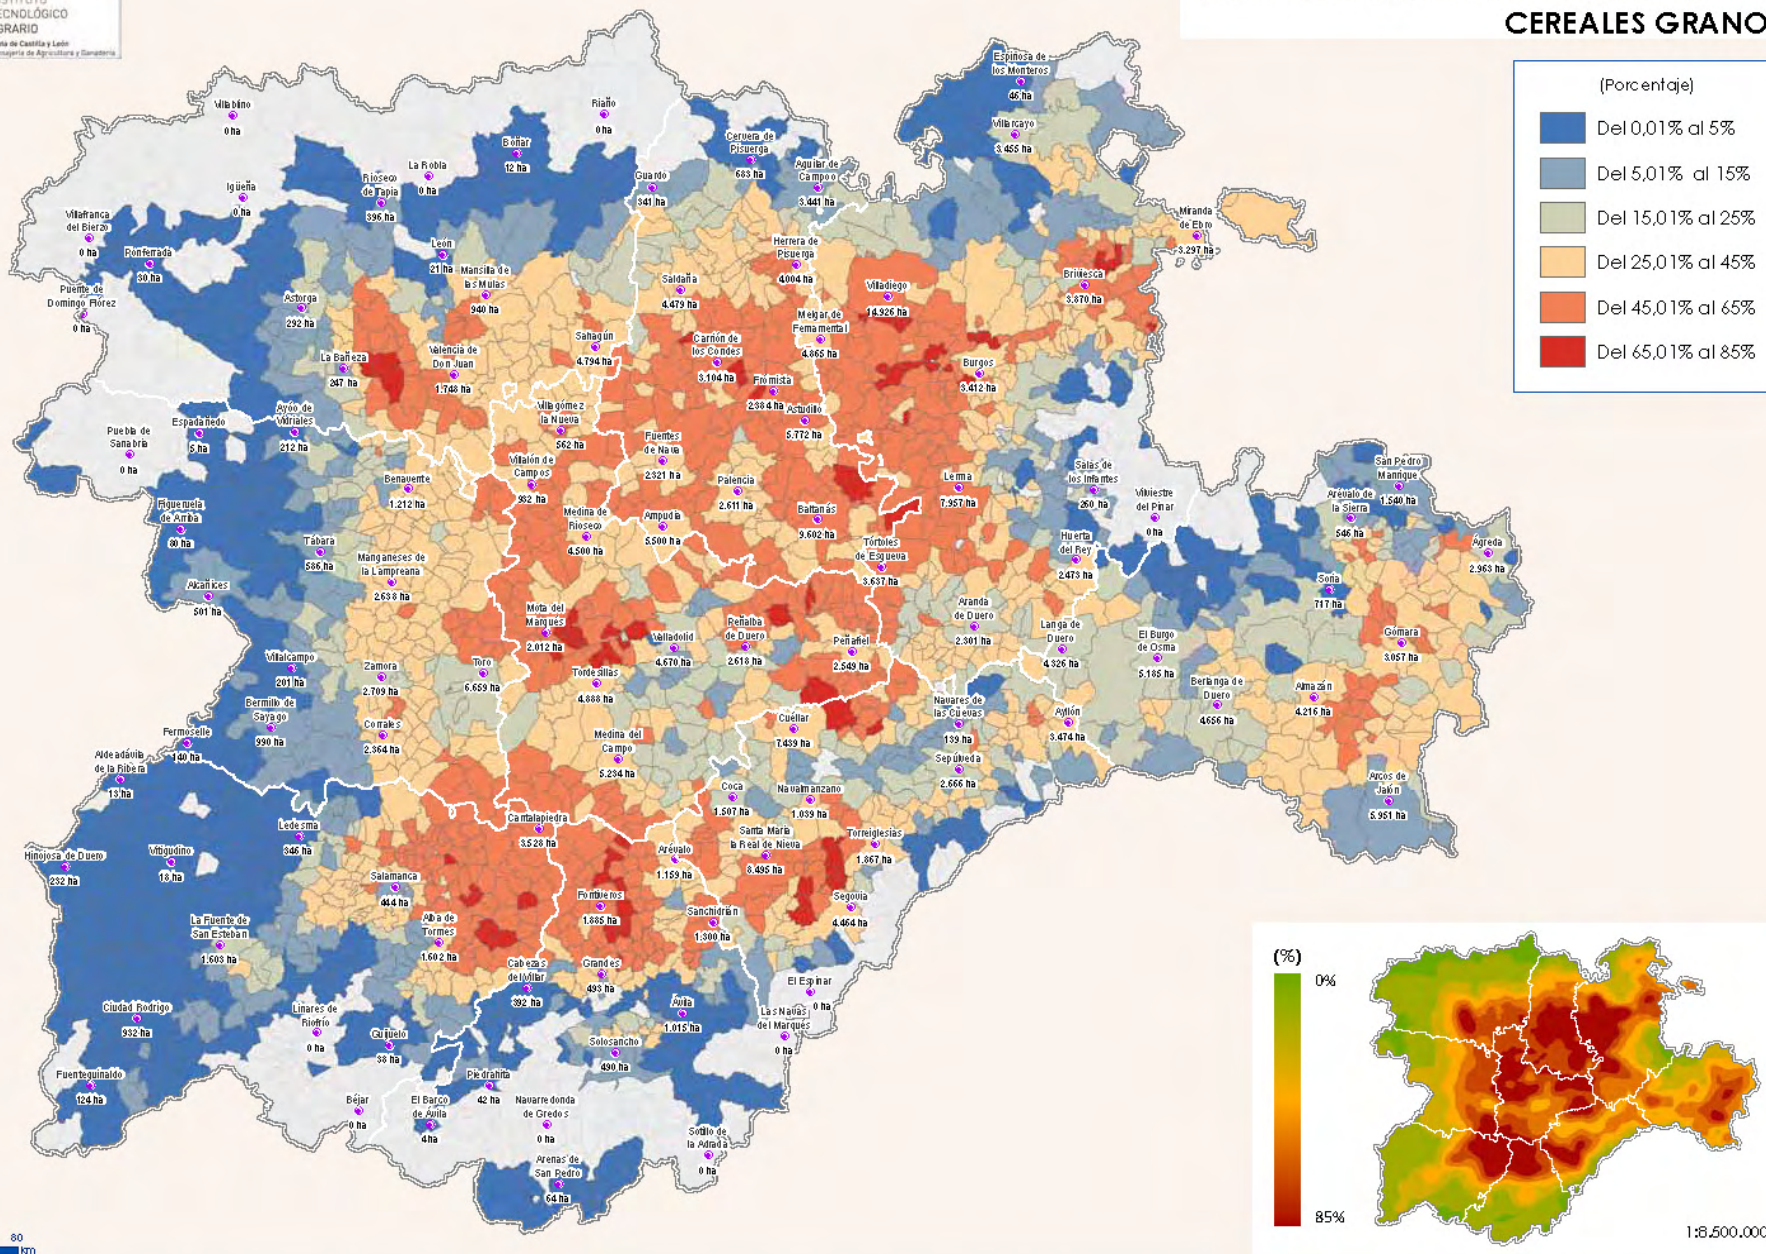 TECNOLÓGICO
AGRARIO
Junta de Castilla y León
Consejería de Agricultura y Ganadería
CEREALES GRANO
(Porcentaje)
Del 0,01% al 5%
Del 5,01% al 15%
Del 15,01% al 25%
Del 25,01% al 45%
Del 45,01% al 65%
Del 65,01% al 85%
Espinosa de
los Monteros
46 ha
Villarcayo
3.455 ha
Villablino
0 ha
Riaño
0 ha
Boñar
12 ha
Cervera de
Pisuerga
683 ha
Aguilar de
Campoo
3.441 ha
La Robla
0 ha
Rioseco
de Tapia
396 ha
Guardo
341 ha
Igüeña
0 ha
Villafranca
del Bierzo
0 ha
Ponferrada
30 ha
León
21 ha
Miranda
de Ebro
3.297 ha
Herrera de
Pisuerga
4.004 ha
Mansilla de
las Mulas
940 ha
Saldaña
4.479 ha
Villadiego
14.926 ha
Briviesca
3.870 ha
Puente de
Domingo Flórez
0 ha
Astorga
292 ha
Melgar de
Fernamental
4.865 ha
Sahagún
4.794 ha
Carrión de
los Condes
3.104 ha
La Bañeza
247 ha
Valencia de
Don Juan
1.748 ha
Frómista
2.384 ha
Burgos
3.412 ha
Villagómez
la Nueva
562 ha
Astudillo
5.772 ha
Ayóo de
Vidriales
212 ha
Espadañedo
5 ha
Puebla de
Sanabria
0 ha
Fuentes
de Nava
2.321 ha
Villalón de
Campos
932 ha
Benavente
1.212 ha
Palencia
2.611 ha
Lerma
7.957 ha
Salas de
los Infantes
260 ha
Vilviestre
del Pinar
0 ha
San Pedro
Manrique
1.540 ha
Arévalo de
la Sierra
546 ha
Figueruela
de Arriba
80 ha
Medina de
Rioseco
4.500 ha
Ampudia
5.500 ha
Baltanás
9.602 ha
Tábara
586 ha
Manganeses de
la Lampreana
2.638 ha
Tórtoles
de Esgueva
3.637 ha
Huerta
del Rey
2.473 ha
Agreda
2.963 ha
Alcañices
501 ha
Soria
717 ha
Mota del
Marqués
2.012 ha
Peñalba
de Duero
2.618 ha
Valladolid
4.670 ha
Peñafiel
2.549 ha
Aranda
de Duero
2.301 ha
Langa de
Duero
4.326 ha
El Burgo
de Osma
5.185 ha
Gómara
3.057 ha
Villalcampo
201 ha
Zamora
2.709 ha
Toro
6.659 ha
Tordesillas
4.888 ha
Berlanga de
Duero
4.656 ha
Almazán
4.216 ha
Bermillo de
Sayago
990 ha
Corrales
2.364 ha
Cuéllar
7.439 ha
Navares de
las Cuevas
139 ha
Ayllón
3.474 ha
Fermoselle
140 ha
Medina del
Campo
5.234 ha
Sepúlveda
2.666 ha
Aldeadávila
de la Ribera
13 ha
Coca
1.507 ha
Navalmanzano
1.039 ha
Arcos de
Jalón
5.951 ha
Ledesma
346 ha
Cantalapiedra
3.528 ha
Santa María
la Real de Nieva
8.495 ha
Torreiglesias
1.867 ha
Hinojosa de Duero
232 ha
Vitigudino
18 ha
Arévalo
1.159 ha
Salamanca
444 ha
Fontiveros
1.885 ha
Sanchidrián
1.300 ha
Segovia
4.464 ha
La Fuente de
San Esteban
1.603 ha
Alba de
Tormes
1.602 ha
Cabezas
del Villar
392 ha
Grandes
493 ha
El Espinar
0 ha
Ávila
1.015 ha
Las Navas
del Marqués
0 ha
Ciudad Rodrigo
932 ha
Linares de
Riofrío
0 ha
Guijuelo
38 ha
Solosancho
490 ha
Fuenteguinaldo
124 ha
Piedrahita
42 ha
Béjar
0 ha
El Barco
de Ávila
4 ha
Navarredonda
de Gredos
0 ha
Sotillo de
la Adrada
0 ha
Arenas de
San Pedro
64 ha
(%)
0%
85%
1:8.500.000
80
km